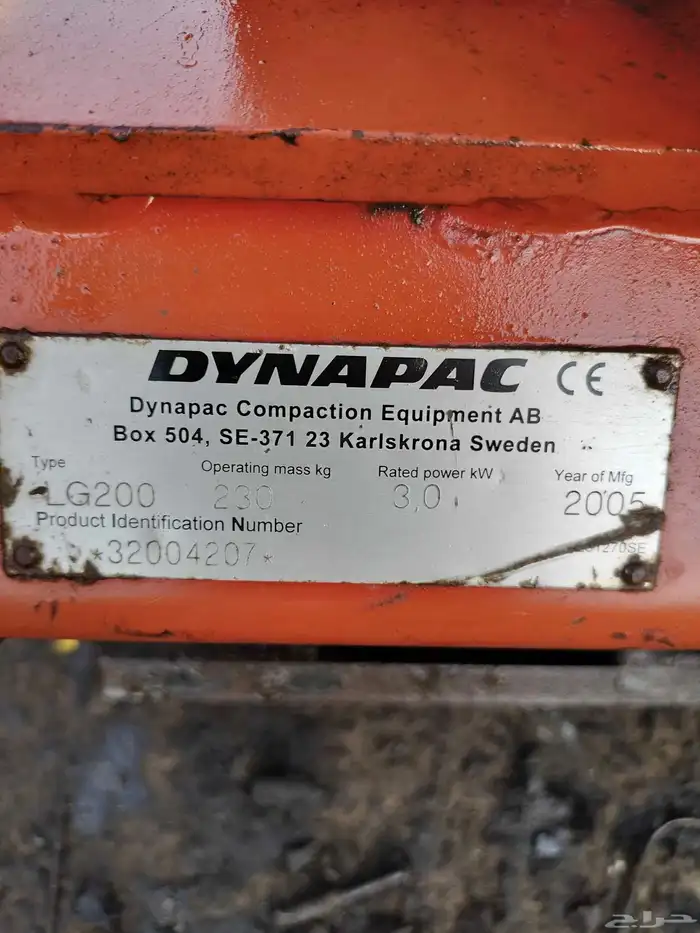 DYNAPAC CE
Dynapac Compaction Equipment AB
Box 504, SE-371 23 Karlskrona Sweden
Type Operating mass kg Rated power kW Year of Mfg
LG200 230 3,0 2005
Product Identification Number
*32004207*
حراج